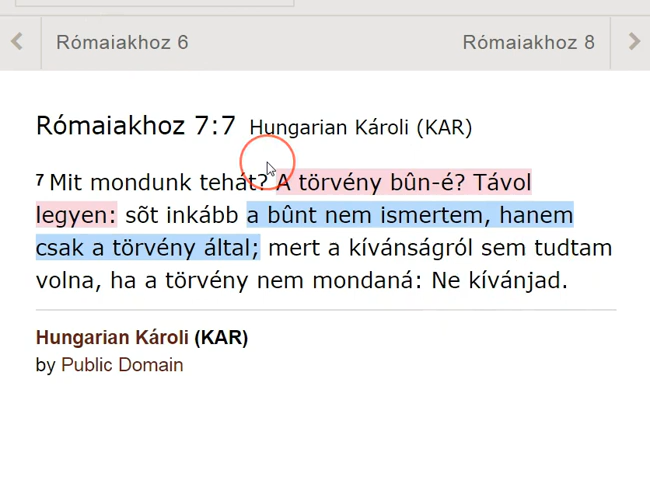 Rómaiakhoz 6
Rómaiakhoz 8
Rómaiakhoz 7:7 Hungarian Károli (KAR)
7 Mit mondunk tehát? A törvény bûn-é? Távol
legyen: sõt inkább a bûnt nem ismertem, hanem
csak a törvény által; mert a kívánságról sem tudtam
volna, ha a törvény nem mondaná: Ne kívánjad.
Hungarian Károli (KAR)
by Public Domain